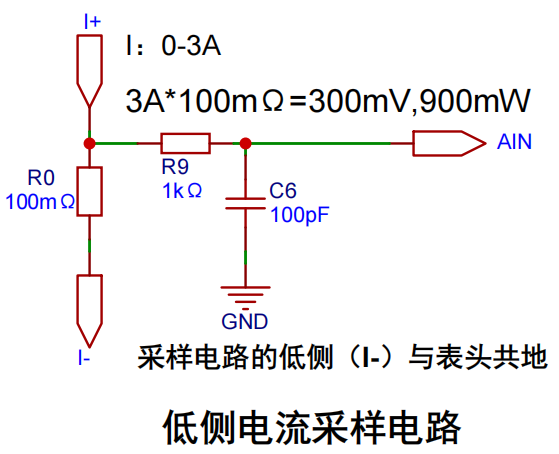 I+
I：0-3A
3A*100mΩ=300mV,900mW
AIN
R9
1kΩ
R0
100mΩ
C6
100pF
GND
I-
采样电路的低侧（I-）与表头共地
低侧电流采样电路